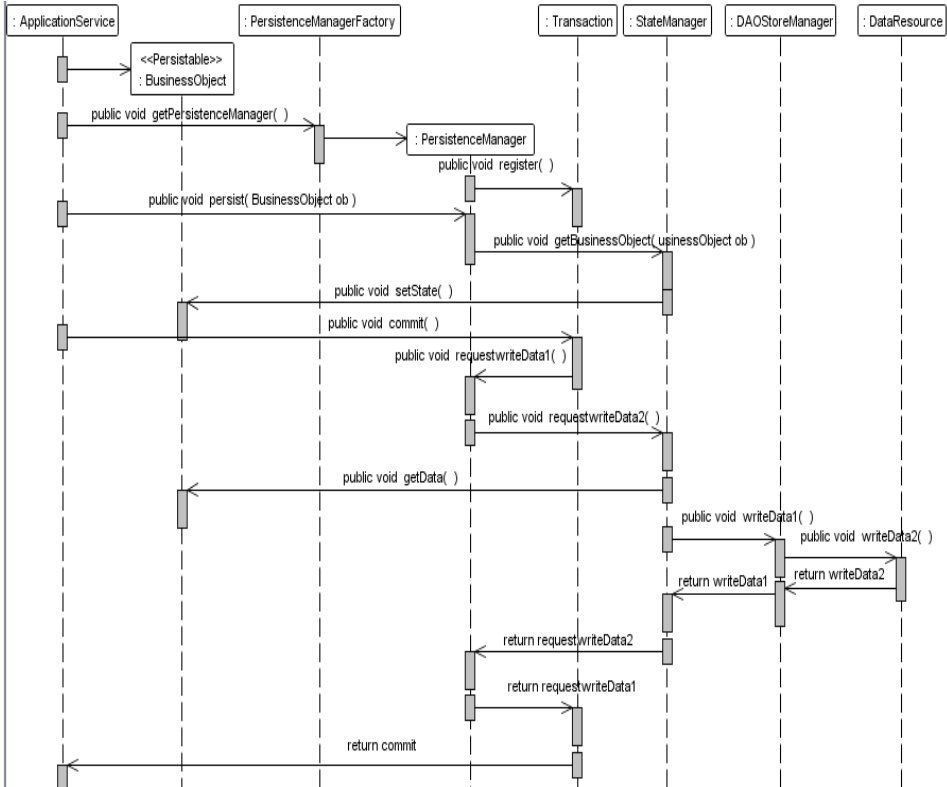 : ApplicationService
: PersistenceManagerFactory
: Transaction
: StateManager
: DAOStoreManager
: DataResource
<<Persistable>>
: BusinessObject
public void getPersistenceManager( )
: PersistenceManager
public void register( )
public void persist( BusinessObject ob )
public void getBusinessObject( usinessObject ob )
public void setState( )
public void commit( )
public void requestwriteData1( )
public void requestwriteData2( )
public void getData( )
public void writeData1( )
public void writeData2( )
return writeData2
return writeData1
return requestwriteData2
return requestwriteData1
return commit